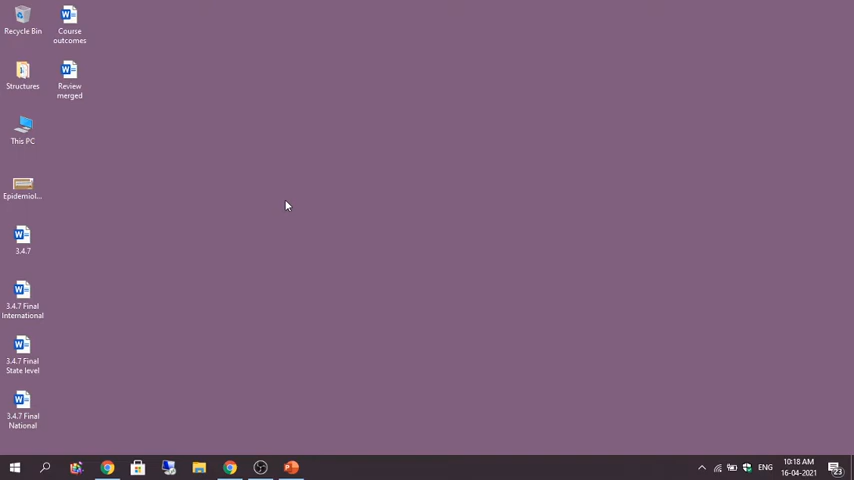 Recycle Bin
Course
outcomes
Structures
Review
merged
This PC
Epidemiol...
3.4.7
3.4.7 Final
International
3.4.7 Final
State level
3.4.7 Final
National
ENG
10:18 AM
16-04-2021
23